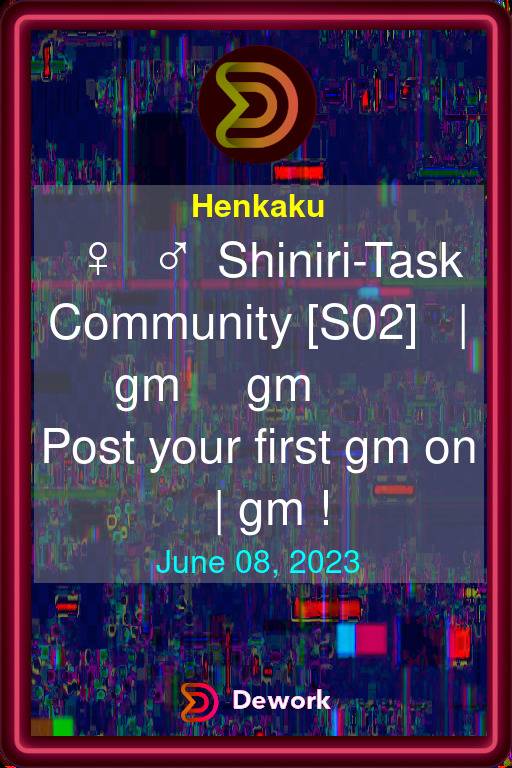 Henkaku
♀ ♂ Shiniri-Task
Community [S02] |
gm gm
Post your first gm on
| gm !
June 08, 2023
Dework